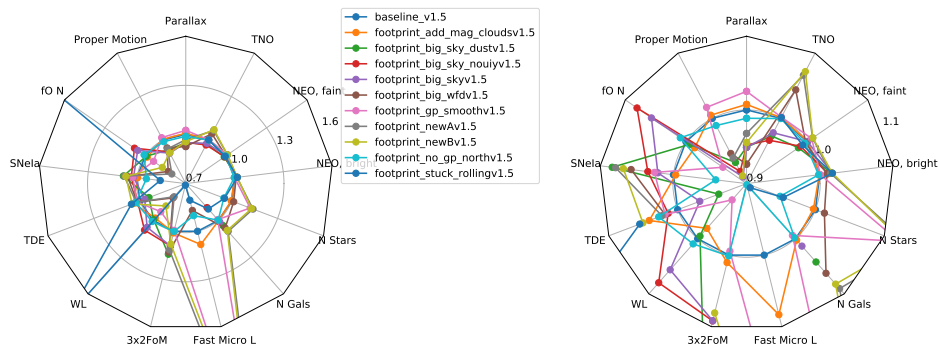 Parallax
Proper Motion
TNO
fO N
NEO, faint
1.6
1.3
SNeIa
1.0
NEO, bright
0.7
TDE
N Stars
WL
N Gals
3x2FoM
Fast Micro L
baseline_v1.5
footprint_add_mag_cloudsv1.5
footprint_big_sky_dustv1.5
footprint_big_sky_nouiyv1.5
footprint_big_skyv1.5
footprint_big_wfdv1.5
footprint_gp_smoothv1.5
footprint_newAv1.5
footprint_newBv1.5
footprint_no_gp_northv1.5
footprint_stuck_rollingv1.5
Parallax
Proper Motion
TNO
fO N
NEO, faint
1.1
1.0
SNeIa
NEO, bright
0.9
TDE
N Stars
WL
N Gals
3x2FoM
Fast Micro L